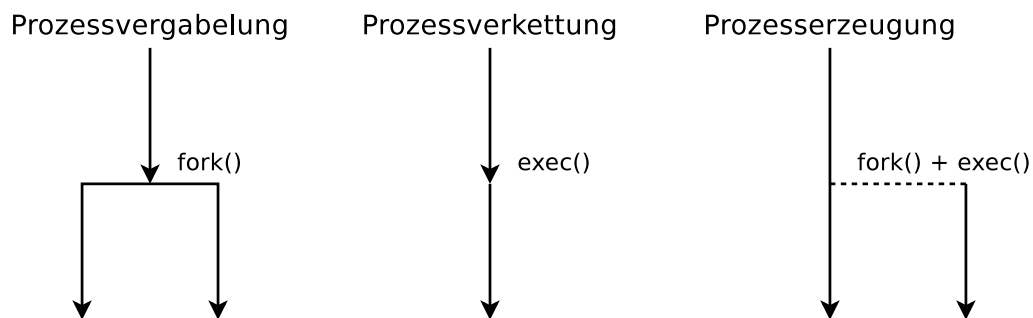 Prozessvergabelung
Prozessverkettung
Prozesserzeugung
fork()
exec()
fork() + exec()